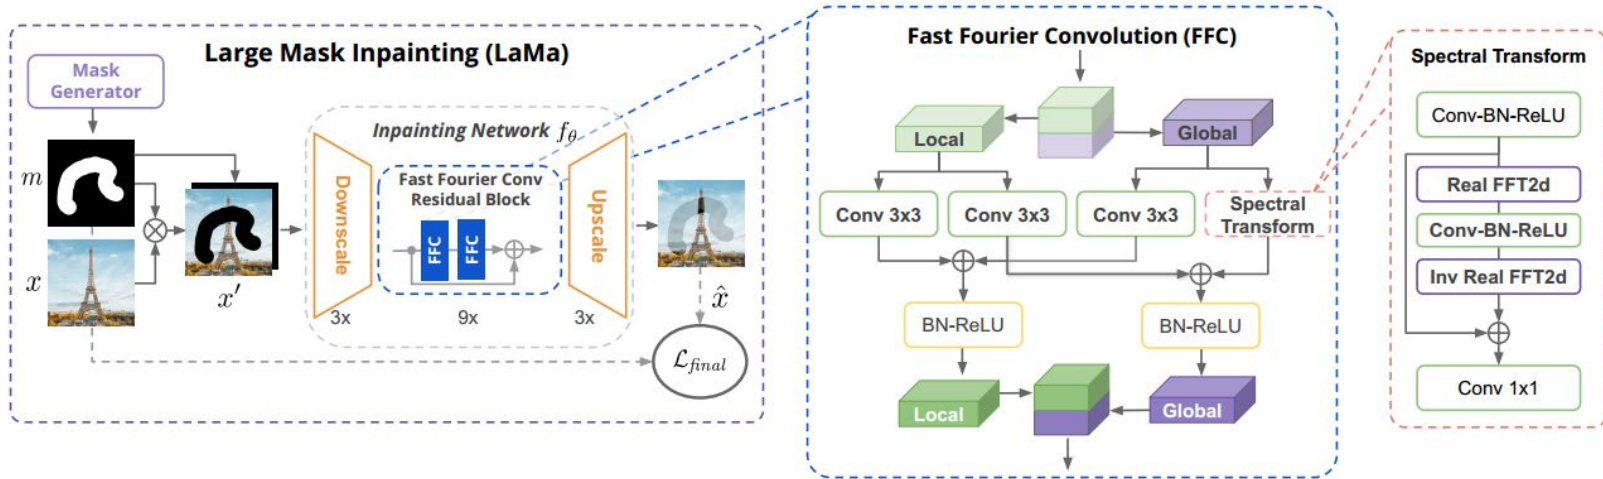 Large Mask Inpainting (LaMa)
Mask
Generator
m
x
x′
Inpainting Network f_θ
Downscale
Fast Fourier Conv
Residual Block
FFC
FFC
Upscale
3x
9x
3x
x̂
ℒ_final
Fast Fourier Convolution (FFC)
Local
Global
Conv 3x3
Conv 3x3
Conv 3x3
Spectral
Transform
BN-ReLU
BN-ReLU
Local
Global
Spectral Transform
Conv-BN-ReLU
Real FFT2d
Conv-BN-ReLU
Inv Real FFT2d
Conv 1x1